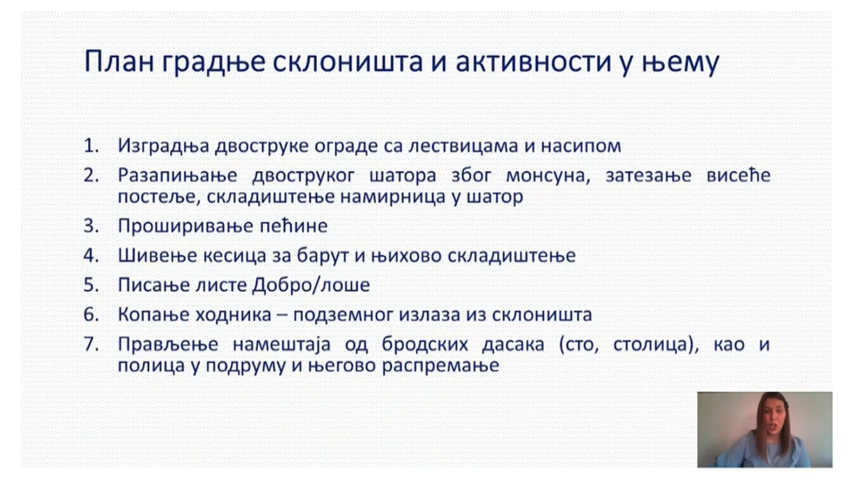 План градње склоништа и активности у њему
1. Изградња двоструке ограде са лествицама и насипом
2. Разапињање двоструког шатора због монсуна, затезање висеће
постеље, складиштење намирница у шатор
3. Проширивање пећине
4. Шивење кесица за барут и њихово складиштење
5. Писање листе Добро/лоше
6. Копање ходника – подземног излаза из склоништа
7. Прављење намештаја од бродских дасака (сто, столица), као и
полица у подруму и његово распремање